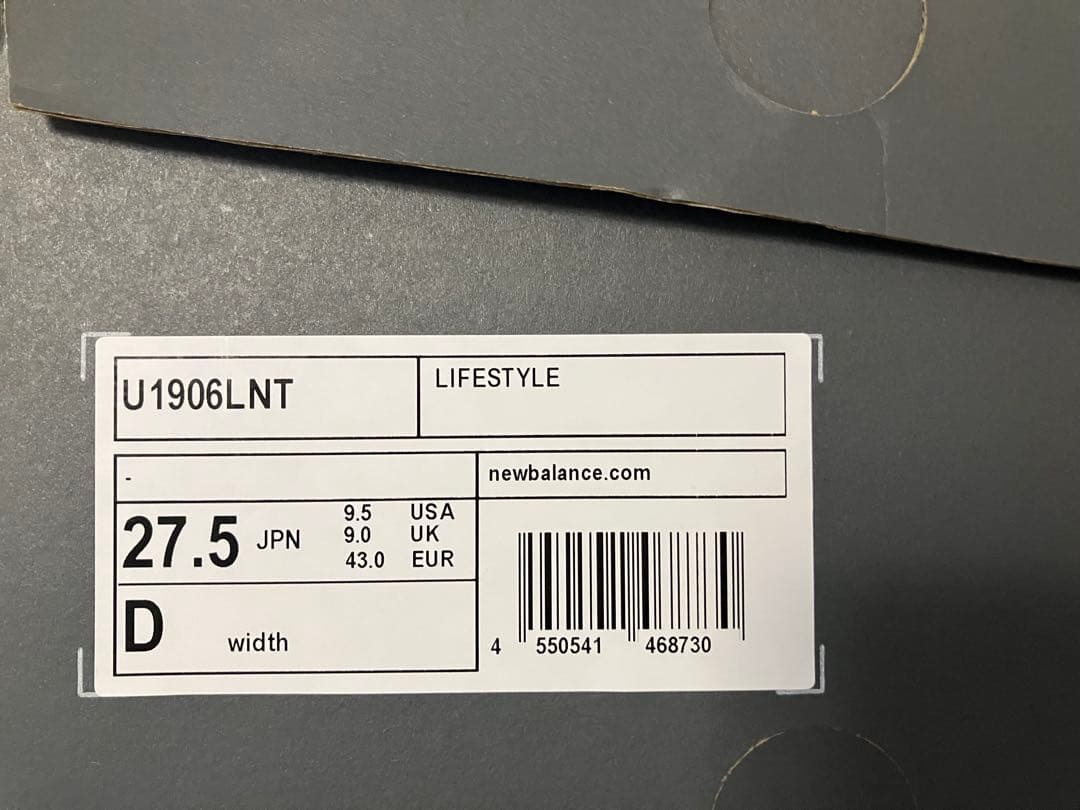 U1906LNT
LIFESTYLE
-
newbalance.com
27.5 JPN
9.5 USA
9.0 UK
43.0 EUR
D width
4 550541 468730